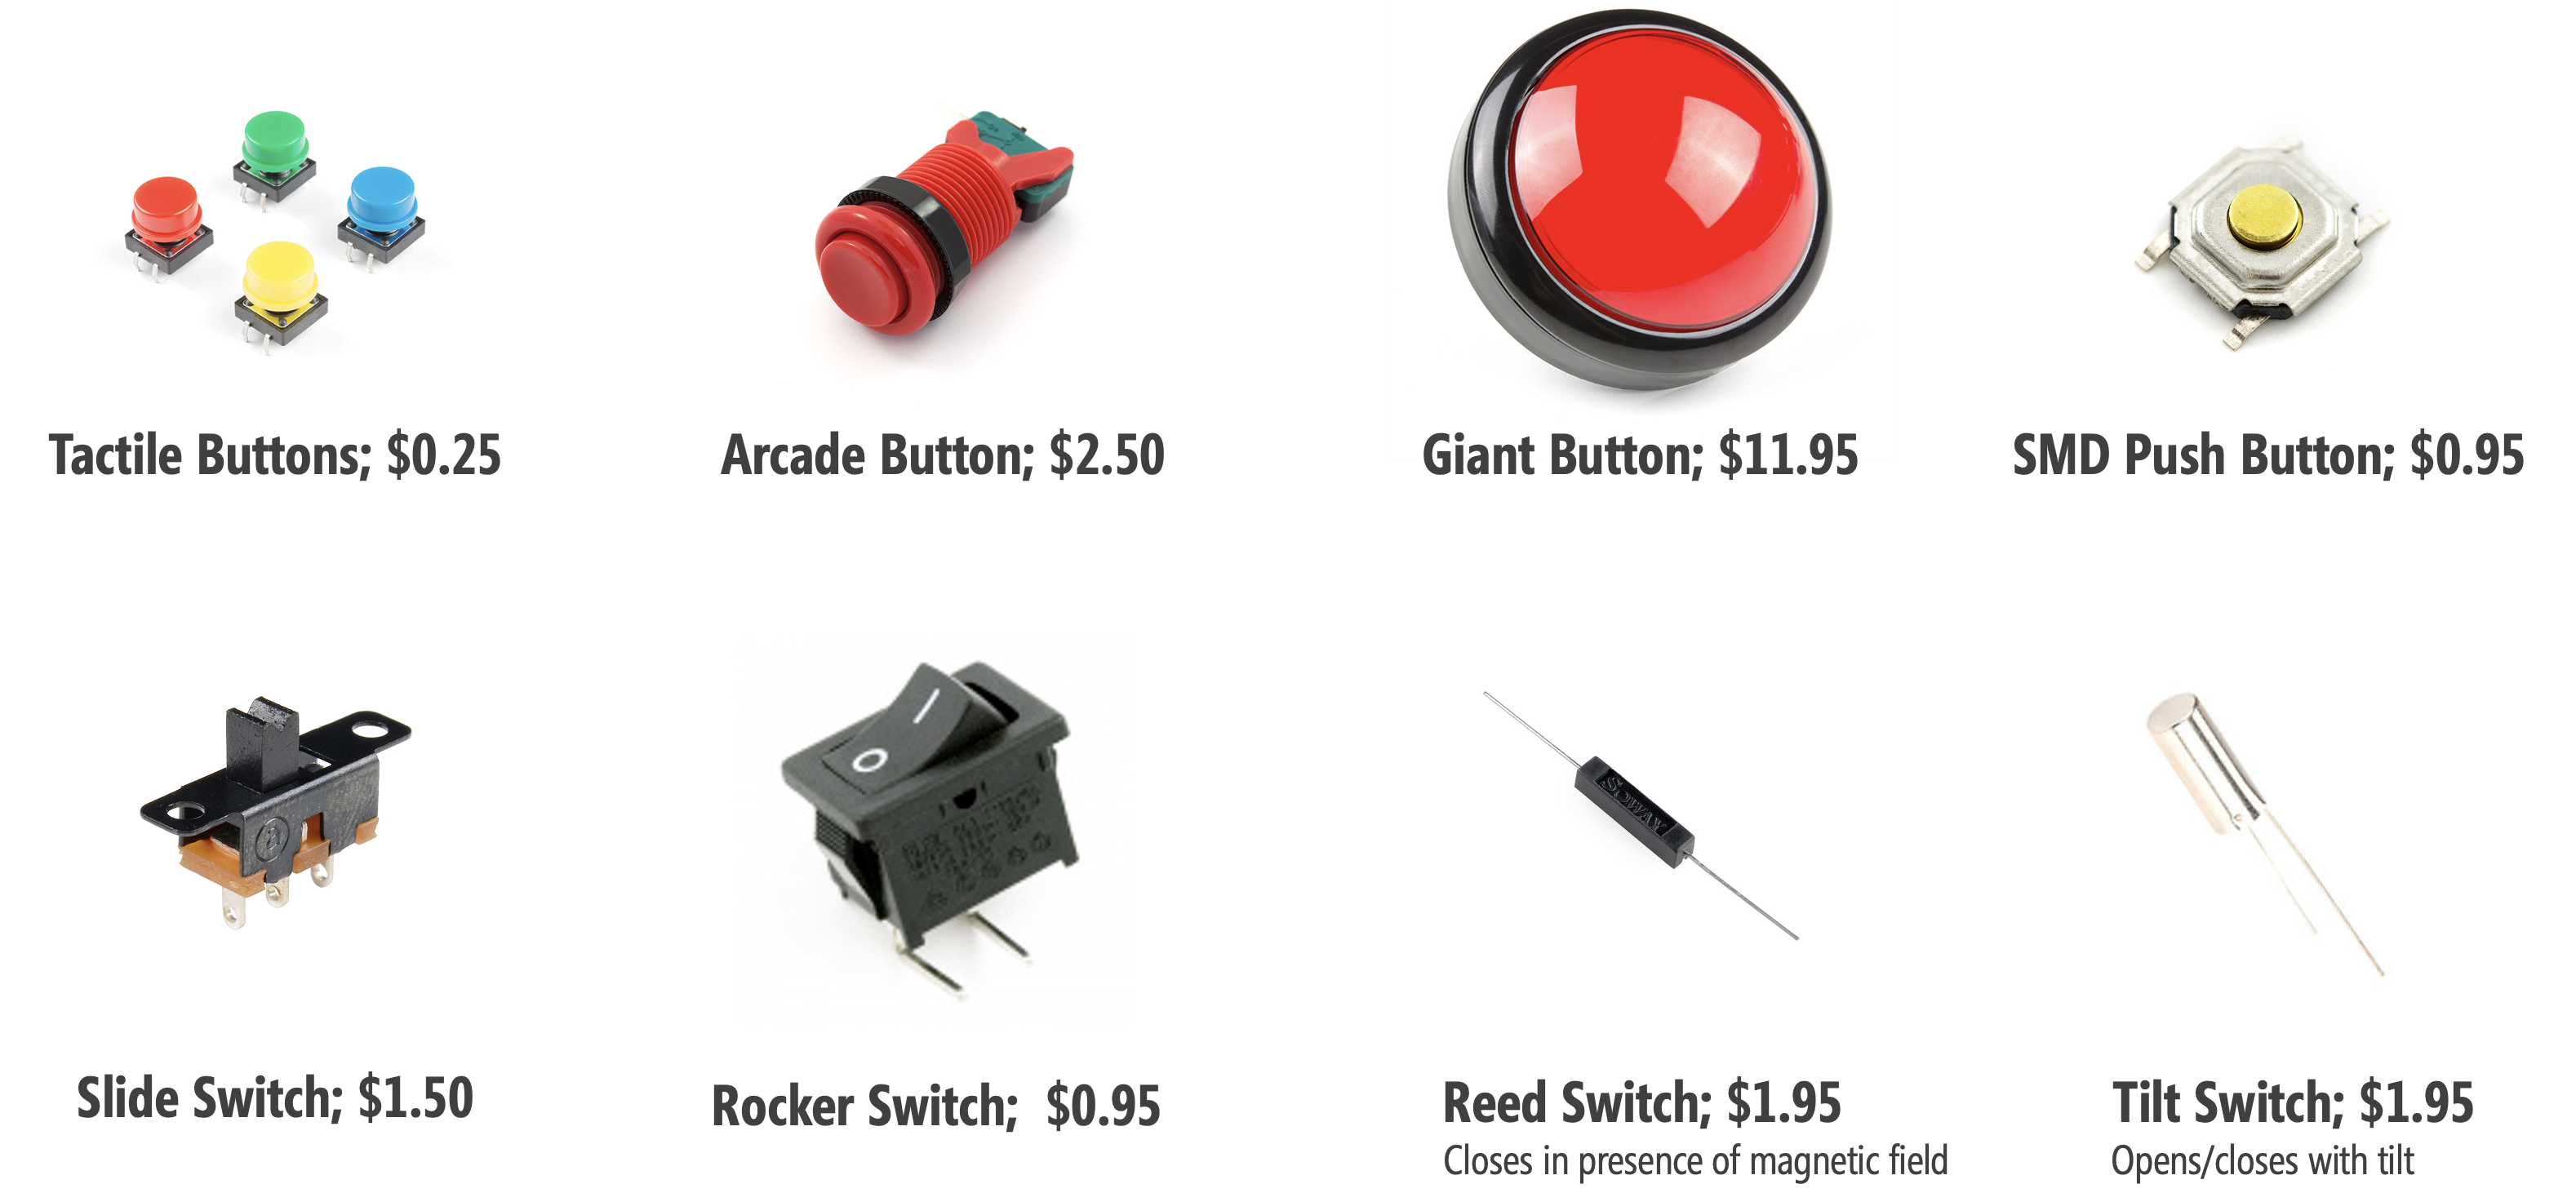 Tactile Buttons; $0.25
Arcade Button; $2.50
Giant Button; $11.95
SMD Push Button; $0.95
Slide Switch; $1.50
I
O
Rocker Switch;  $0.95
Reed Switch; $1.95
Closes in presence of magnetic field
Tilt Switch; $1.95
Opens/closes with tilt